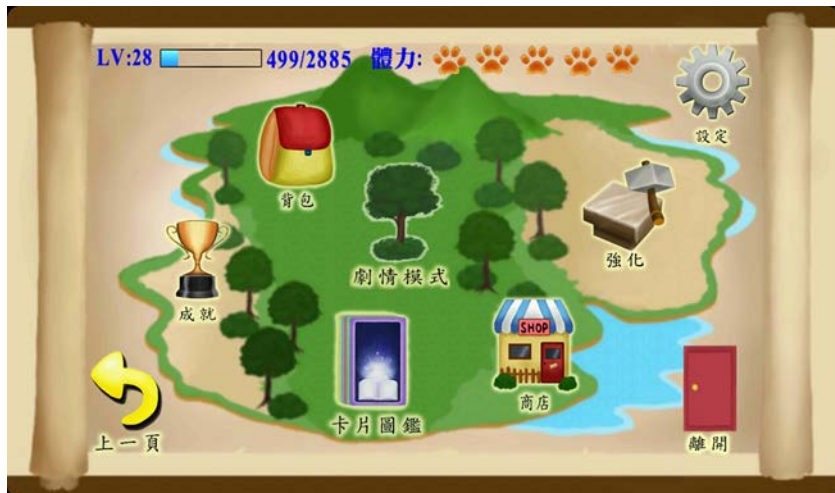 LV:28 499/2885 體力:
設定
背包
劇情模式
強化
成就
SHOP
商店
卡片圖鑑
上一頁
離開